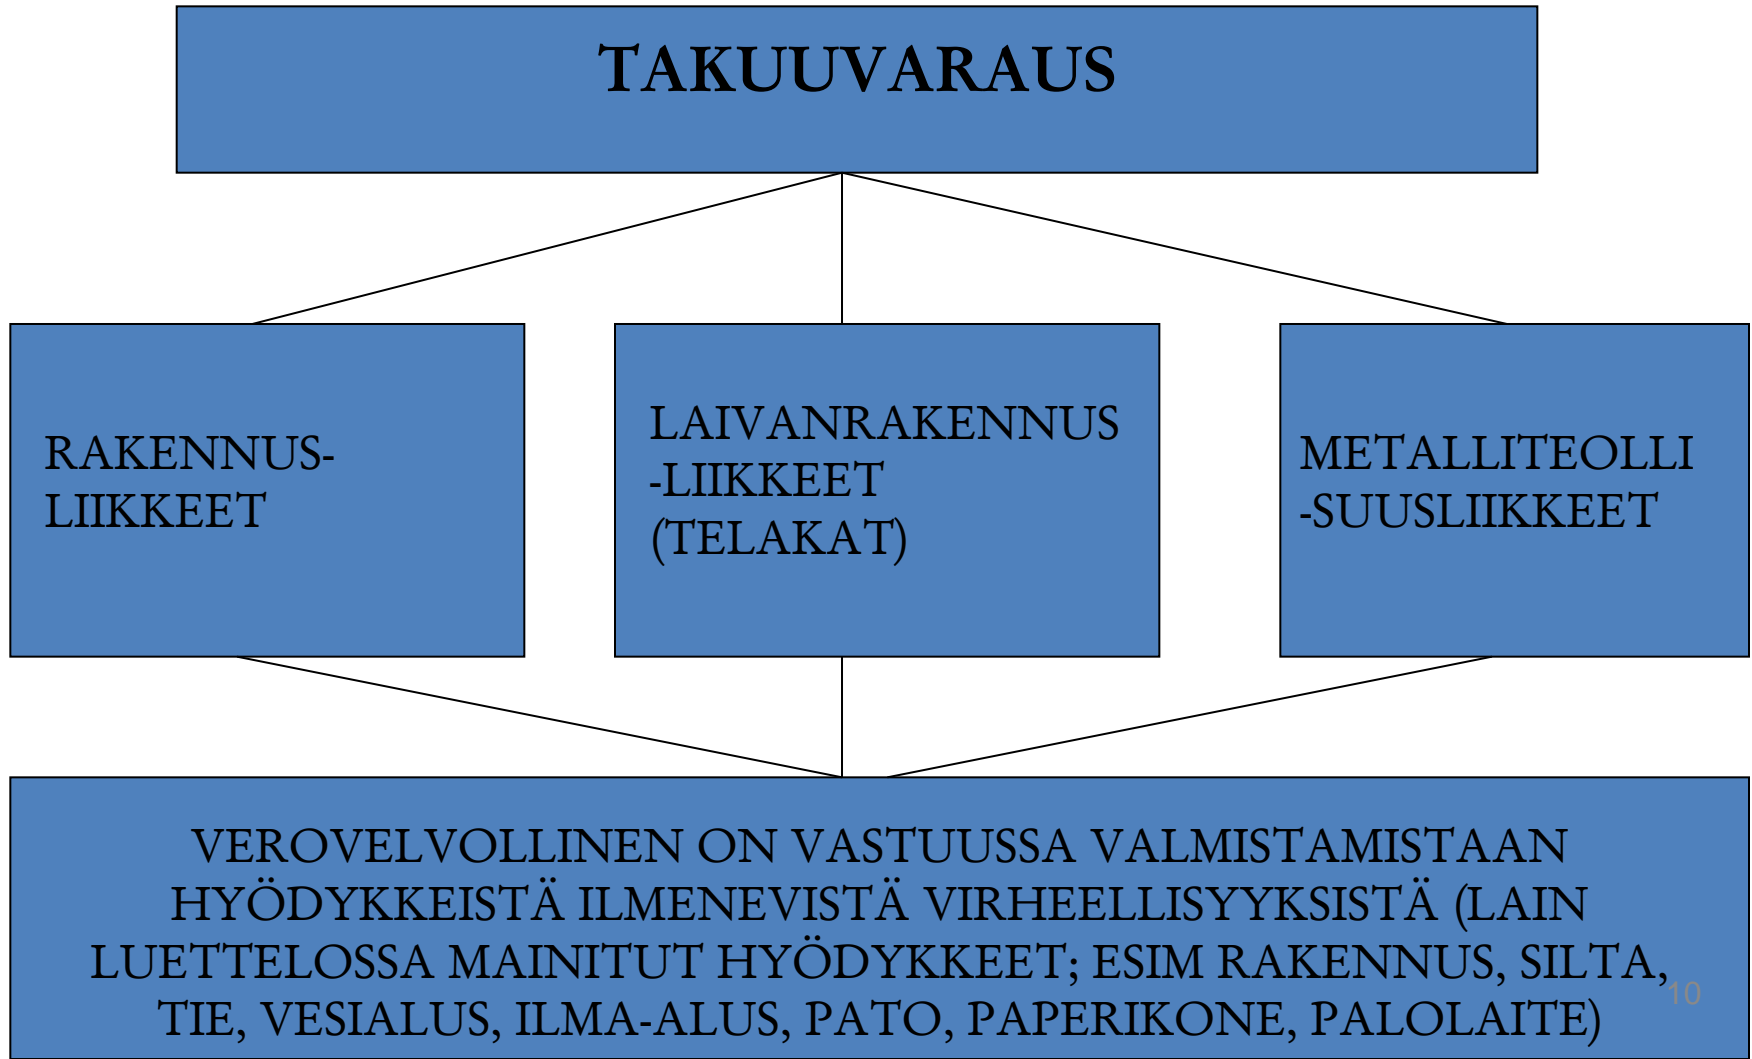 TAKUUVARAUS
RAKENNUS-
LIIKKEET
LAIVANRAKENNUS
-LIIKKEET
(TELAKAT)
METALLITEOLLI
-SUUSLIIKKEET
VEROVELVOLLINEN ON VASTUUSSA VALMISTAMISTAAN
HYÖDYKKEISTÄ ILMENEVISTÄ VIRHEELLISYYKSISTÄ (LAIN
LUETTELOSSA MAINITUT HYÖDYKKEET; ESIM RAKENNUS, SILTA,
TIE, VESIALUS, ILMA-ALUS, PATO, PAPERIKONE, PALOLAITE)
10